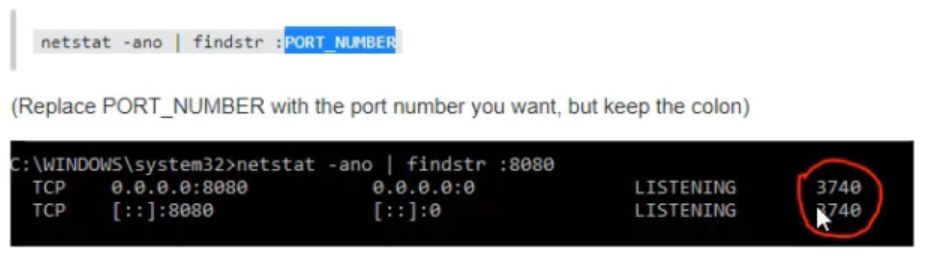 netstat -ano | findstr :PORT_NUMBER
(Replace PORT_NUMBER with the port number you want, but keep the colon)
C:\WINDOWS\system32>netstat -ano | findstr :8080
TCP 0.0.0.0:8080 0.0.0.0:0 LISTENING 3740
TCP [::]:8080 [::]:0 LISTENING 3740